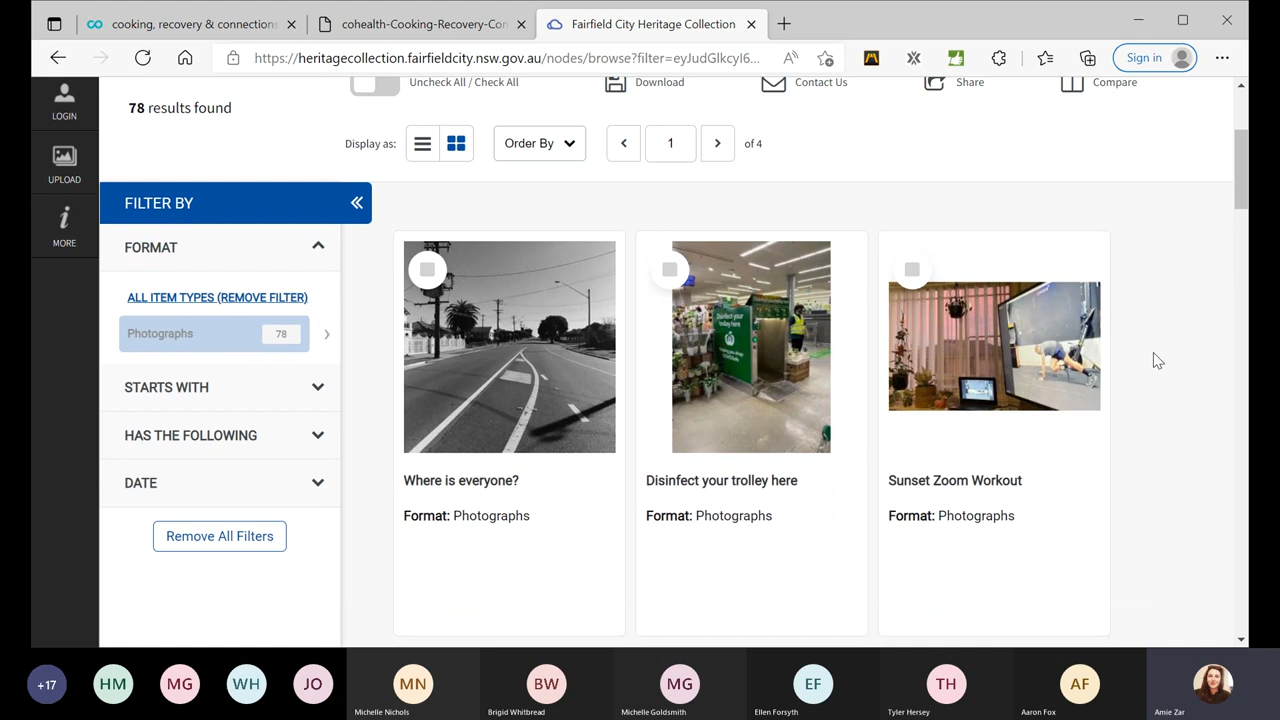 cooking, recovery & connections
cohealth-Cooking-Recovery-Con
Fairfield City Heritage Collection
https://heritagecollection.fairfieldcity.nsw.gov.au/nodes/browse?filter=eyJudGlkcyI6...
Sign in
LOGIN
UPLOAD
MORE
Uncheck All / Check All
Download
Contact Us
Share
Compare
78 results found
Display as:
Order By
1
of 4
FILTER BY
FORMAT
ALL ITEM TYPES (REMOVE FILTER)
Photographs 78
STARTS WITH
HAS THE FOLLOWING
DATE
Remove All Filters
Disinfect your trolley here
Where is everyone?
Format: Photographs
Disinfect your trolley here
Format: Photographs
Sunset Zoom Workout
Format: Photographs
+17
HM
MG
WH
JO
MN
Michelle Nichols
BW
Brigid Whitbread
MG
Michelle Goldsmith
EF
Ellen Forsyth
TH
Tyler Hersey
AF
Aaron Fox
Amie Zar